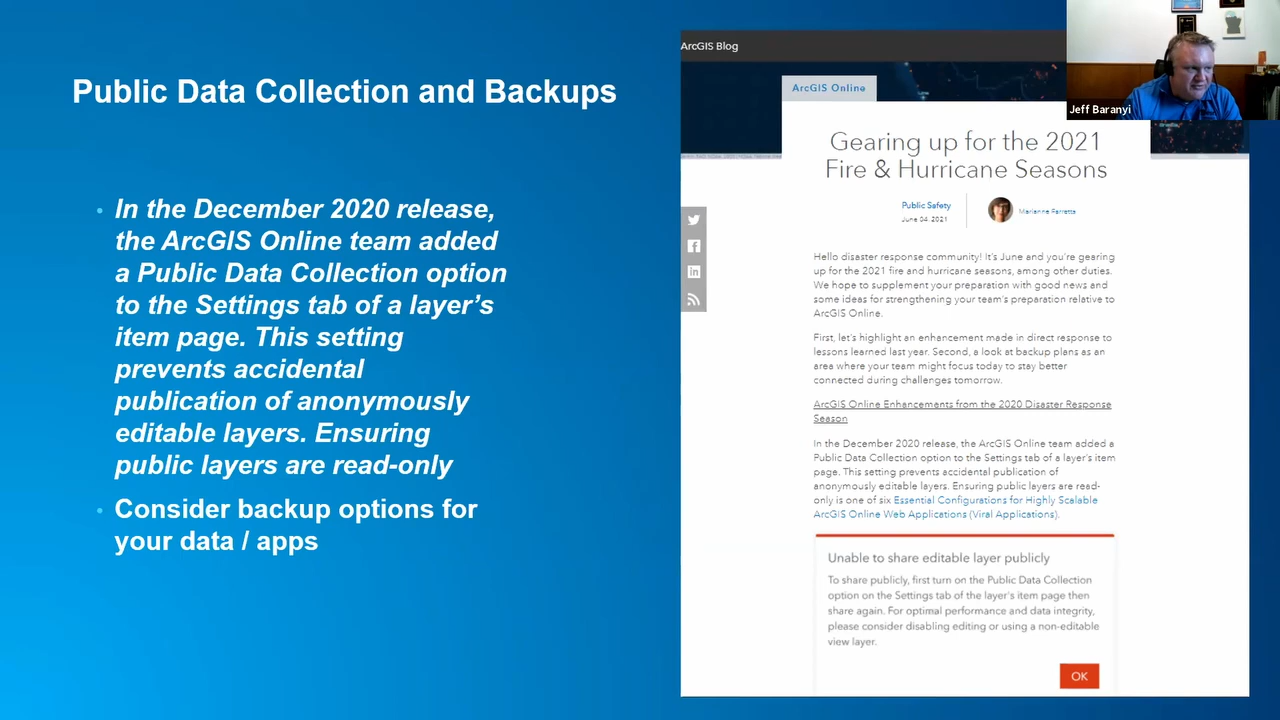 Public Data Collection and Backups
In the December 2020 release,
the ArcGIS Online team added
a Public Data Collection option
to the Settings tab of a layer’s
item page. This setting
prevents accidental
publication of anonymously
editable layers. Ensuring
public layers are read-only
Consider backup options for
your data / apps
ArcGIS Blog
Jeff Baranyi
ArcGIS Online
Gearing up for the 2021
Fire & Hurricane Seasons
Public Safety
June 04, 2021
Marianne Farretta
Hello disaster response community! It's June and you're gearing
up for the 2021 fire and hurricane seasons, among other duties.
We hope to supplement your preparation with good news and
some ideas for strengthening your team's preparation relative to
ArcGIS Online.
First, let's highlight an enhancement made in direct response to
lessons learned last year. Second, a look at backup plans as an
area where your team might focus today to stay better
connected during challenges tomorrow.
ArcGIS Online Enhancements from the 2020 Disaster Response
Season
In the December 2020 release, the ArcGIS Online team added a
Public Data Collection option to the Settings tab of a layer's item
page. This setting prevents accidental publication of
anonymously editable layers. Ensuring public layers are read-
only is one of six Essential Configurations for Highly Scalable
ArcGIS Online Web Applications (Viral Applications).
Unable to share editable layer publicly
To share publicly, first turn on the Public Data Collection
option on the Settings tab of the layer's item page then
share again. For optimal performance and data integrity,
please consider disabling editing or using a non-editable
view layer.
OK